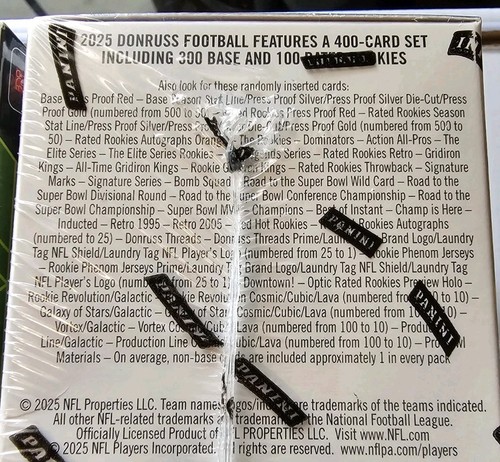 2025 DONRUSS FOOTBALL FEATURES A 400-CARD SET
INCLUDING 300 BASE AND 100 KIES
Also look for these randomly inserted cards:
Base Press Proof Red – Base Season Stat Line/Press Proof Silver/Press Proof Silver Die-Cut/Press
Proof Gold (numbered from 500 to 50) Rated Rookies Press Proof Red – Rated Rookies Season
Stat Line/Press Proof Silver/Press Proof Die-Cut/Press Proof Gold (numbered from 500 to
50) – Rated Rookies Autographs Orange – The Rookies – Dominators – Action All-Pros – The
Elite Series – The Elite Series Rookies – Legends Series – Rated Rookies Retro – Gridiron
Kings – All-Time Gridiron Kings – Rookie Gridiron Kings – Rated Rookies Throwback – Signature
Marks – Signature Series – Bomb Squad – Road to the Super Bowl Wild Card – Road to the
Super Bowl Divisional Round – Road to the Super Bowl Conference Championship – Road to the
Super Bowl Championship – Super Bowl MVP – Champions – Beast of Instant – Champ is Here –
Inducted – Retro 1995 – Retro 2005 – Red Hot Rookies – Rookies Autographs
(numbered to 25) – Donruss Threads – Donruss Threads Prime/Laundry Tag Brand Logo/Laundry
Tag NFL Shield/Laundry Tag NFL Player's Logo (numbered from 25 to 1) – Rookie Phenom Jerseys
– Rookie Phenom Jerseys Prime/Laundry Tag Brand Logo/Laundry Tag NFL Shield/Laundry Tag
NFL Player's Logo (numbered from 25 to 1) – Downtown! – Optic Rated Rookies Preview Holo –
Rookie Revolution/Galactic – Rookie Revolution Cosmic/Cubic/Lava (numbered from 100 to 10) –
Galaxy of Stars/Galactic – Galaxy of Stars Cosmic/Cubic/Lava (numbered from 100 to 10) –
Vortex/Galactic – Vortex Cosmic/Cubic/Lava (numbered from 100 to 10) – Production
Line/Galactic – Production Line Cosmic/Cubic/Lava (numbered from 100 to 10) –
Materials – On average, non-base cards are included approximately 1 in every pack
© 2025 NFL Properties LLC. Team names/logos/indicia are trademarks of the teams indicated.
All other NFL-related trademarks are trademarks of the National Football League.
Officially Licensed Product of NFL PROPERTIES LLC. Visit www.NFL.com
© 2025 NFL Players Incorporated. All rights are reserved. www.nflpa.com/players
PANINI
PANINI
PANINI
PANINI
PANINI